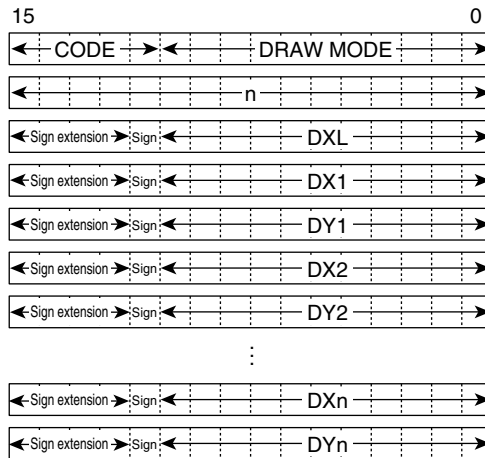 15 0
CODE DRAW MODE
n
Sign extension Sign DXL
Sign extension Sign DX1
Sign extension Sign DY1
Sign extension Sign DX2
Sign extension Sign DY2
⋮
Sign extension Sign DXn
Sign extension Sign DYn